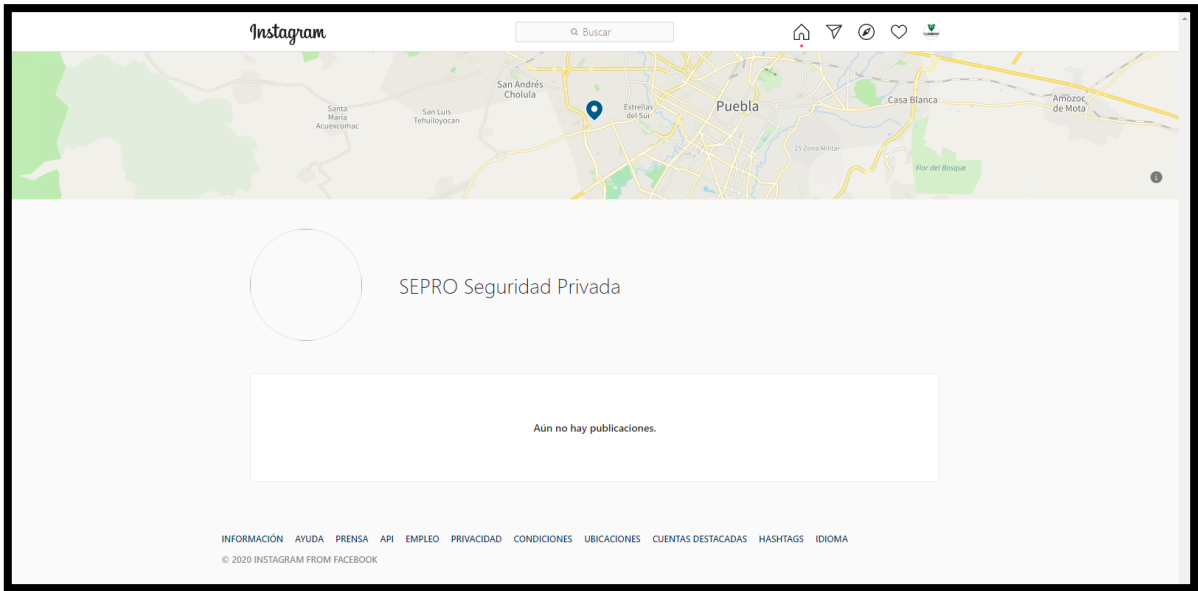 Instagram
Buscar
San Andrés
Cholula
Santa
María
Acuexcomac
San Luis
Tehuiloyocan
Estrellas
del Sur
Puebla
Casa Blanca
Amozoc
de Mota
25 Zona Militar
Flor del Bosque
SEPRO Seguridad Privada
Aún no hay publicaciones.
INFORMACIÓN AYUDA PRENSA API EMPLEO PRIVACIDAD CONDICIONES UBICACIONES CUENTAS DESTACADAS HASHTAGS IDIOMA
© 2020 INSTAGRAM FROM FACEBOOK